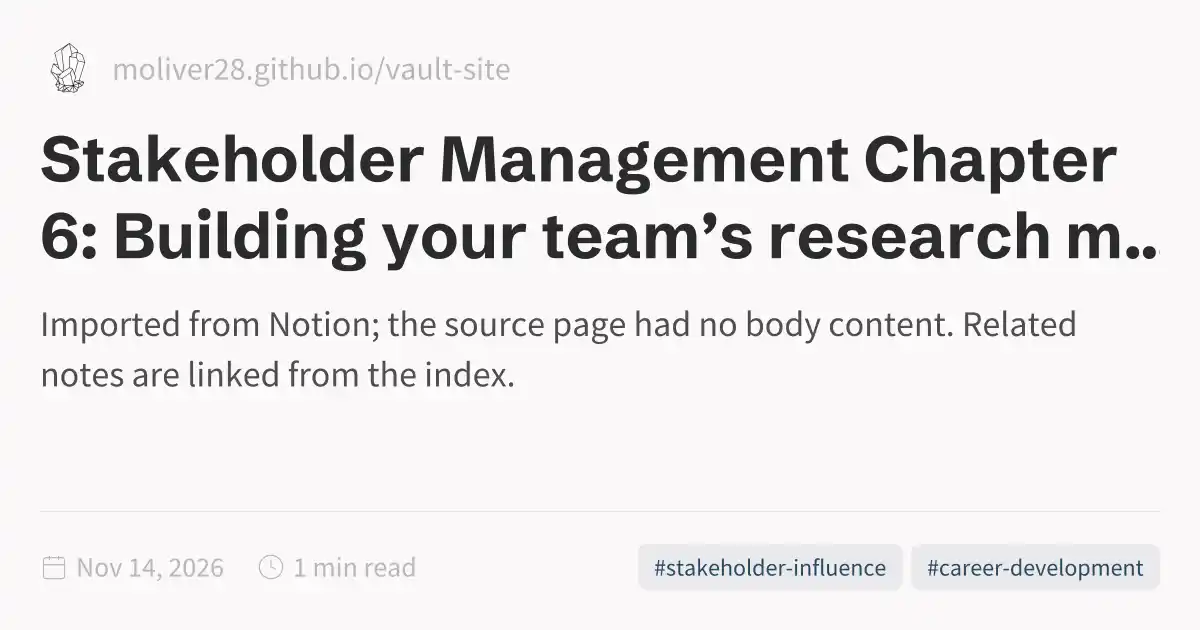 moliver28.github.io/vault-site
Stakeholder Management Chapter
6: Building your team’s research m..
Imported from Notion; the source page had no body content. Related
notes are linked from the index.
Nov 14, 2026
1 min read
#stakeholder-influence
#career-development